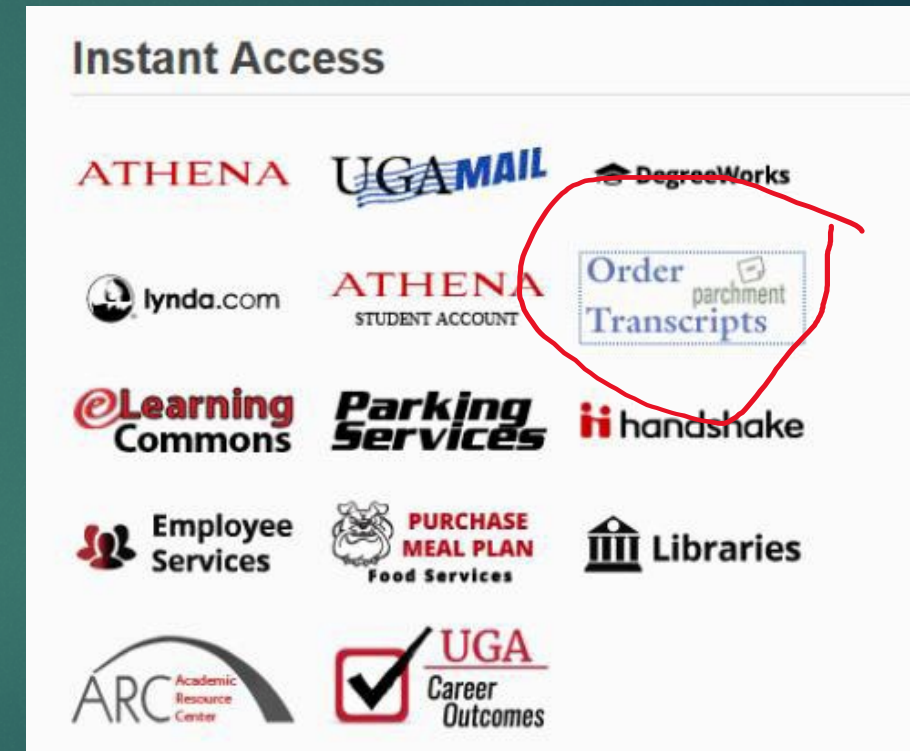 Instant Access
ATHENA
UGAMAIL
DegreeWorks
lynda.com
ATHENA
STUDENT ACCOUNT
Order
parchment
Transcripts
eLearning
Commons
Parking
Services
handshake
Employee
Services
PURCHASE
MEAL PLAN
Food Services
Libraries
ARC
Academic
Resource
Center
UGA
Career
Outcomes